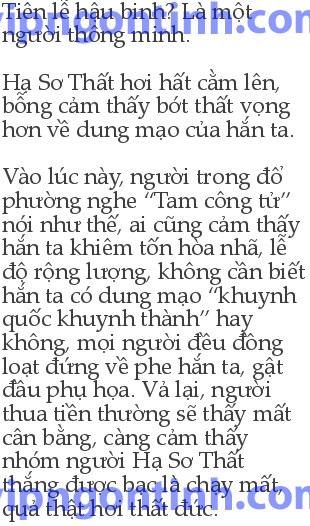 Tiên lễ hậu binh? Là một
người thông minh.
Hạ Sơ Thất hơi hất cằm lên,
bỗng cảm thấy bớt thất vọng
hơn về dung mạo của hắn ta.
Vào lúc này, người trong đổ
phường nghe “Tam công tử”
nói như thế, ai cũng cảm thấy
hắn ta khiêm tốn hòa nhã, lễ
độ rộng lượng, không cần biết
hắn ta có dung mạo “khuynh
quốc khuynh thành” hay
không, mọi người đều đồng
loạt đứng về phe hắn ta, gật
đầu phụ họa. Vả lại, người
thua tiền thường sẽ thấy mất
cân bằng, càng cảm thấy
nhóm người Hạ Sơ Thất
thắng được bạc là chạy mất,
quả thật hơi thất đức.
vipngontinh.com
vipngontinh.com